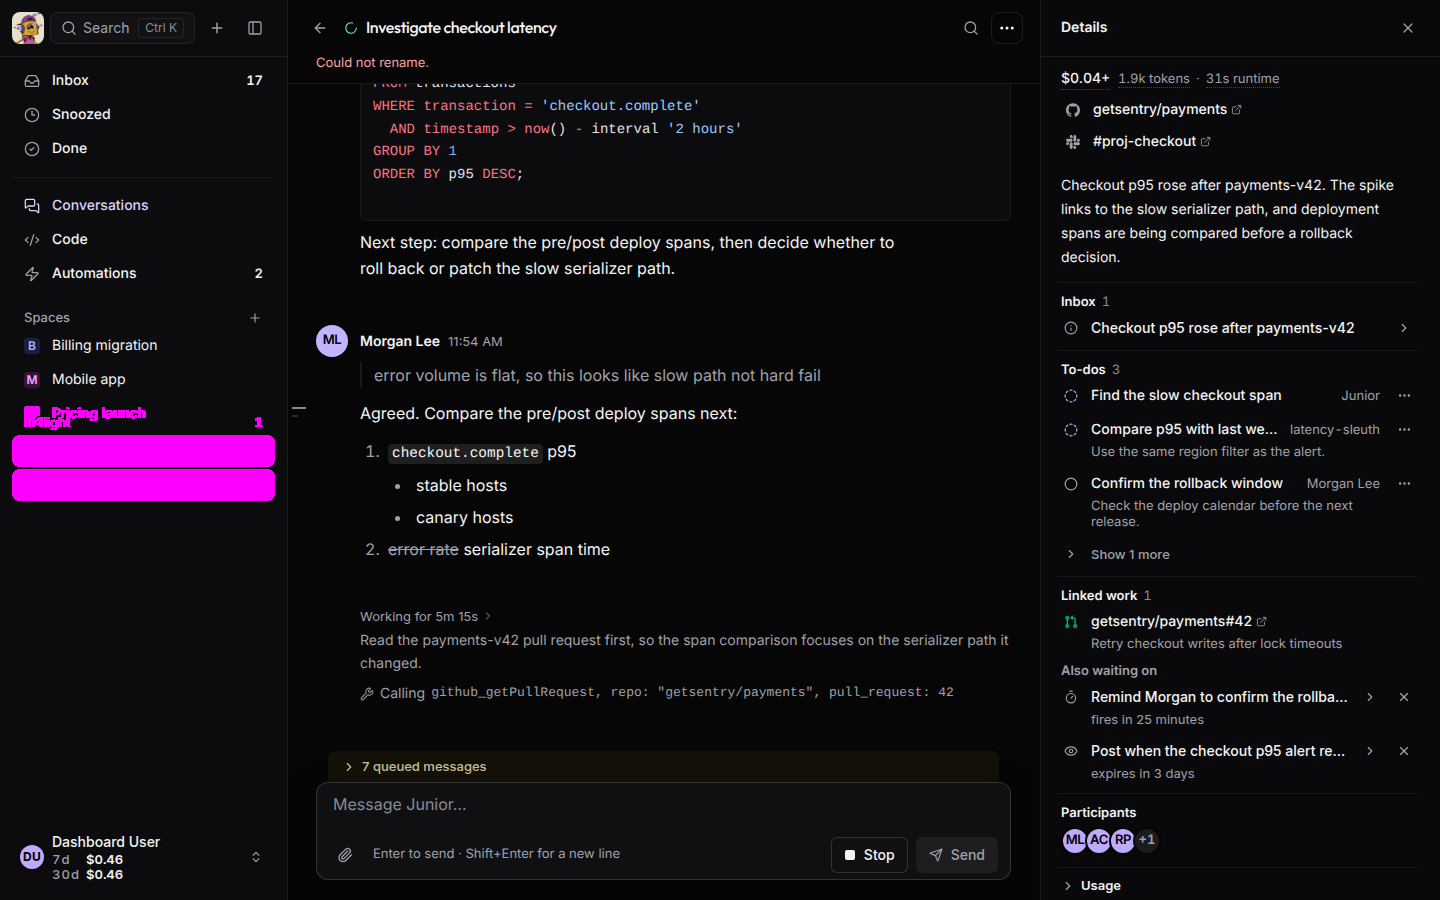 Search Ctrl K
Inbox 17
Snoozed
Done
Conversations
Code
Automations 2
Spaces
B Billing migration
M Mobile app
Pricing launch
1
DU Dashboard User
7d $0.46
30d $0.46
Investigate checkout latency
Could not rename.
FROM transactions
WHERE transaction = 'checkout.complete'
AND timestamp > now() - interval '2 hours'
GROUP BY 1
ORDER BY p95 DESC;
Next step: compare the pre/post deploy spans, then decide whether to
roll back or patch the slow serializer path.
ML Morgan Lee 11:54 AM
error volume is flat, so this looks like slow path not hard fail
Agreed. Compare the pre/post deploy spans next:
1. checkout.complete p95
• stable hosts
• canary hosts
2. error rate serializer span time
Working for 5m 15s
Read the payments-v42 pull request first, so the span comparison focuses on the serializer path it
changed.
Calling github_getPullRequest, repo: "getsentry/payments", pull_request: 42
7 queued messages
Message Junior...
Enter to send · Shift+Enter for a new line
Stop
Send
Details
$0.04+ 1.9k tokens · 31s runtime
getsentry/payments
#proj-checkout
Checkout p95 rose after payments-v42. The spike
links to the slow serializer path, and deployment
spans are being compared before a rollback
decision.
Inbox 1
Checkout p95 rose after payments-v42
To-dos 3
Find the slow checkout span Junior
Compare p95 with last we... latency-sleuth
Use the same region filter as the alert.
Confirm the rollback window Morgan Lee
Check the deploy calendar before the next
release.
Show 1 more
Linked work 1
getsentry/payments#42
Retry checkout writes after lock timeouts
Also waiting on
Remind Morgan to confirm the rollba...
fires in 25 minutes
Post when the checkout p95 alert re...
expires in 3 days
Participants
ML AC RP +1
Usage